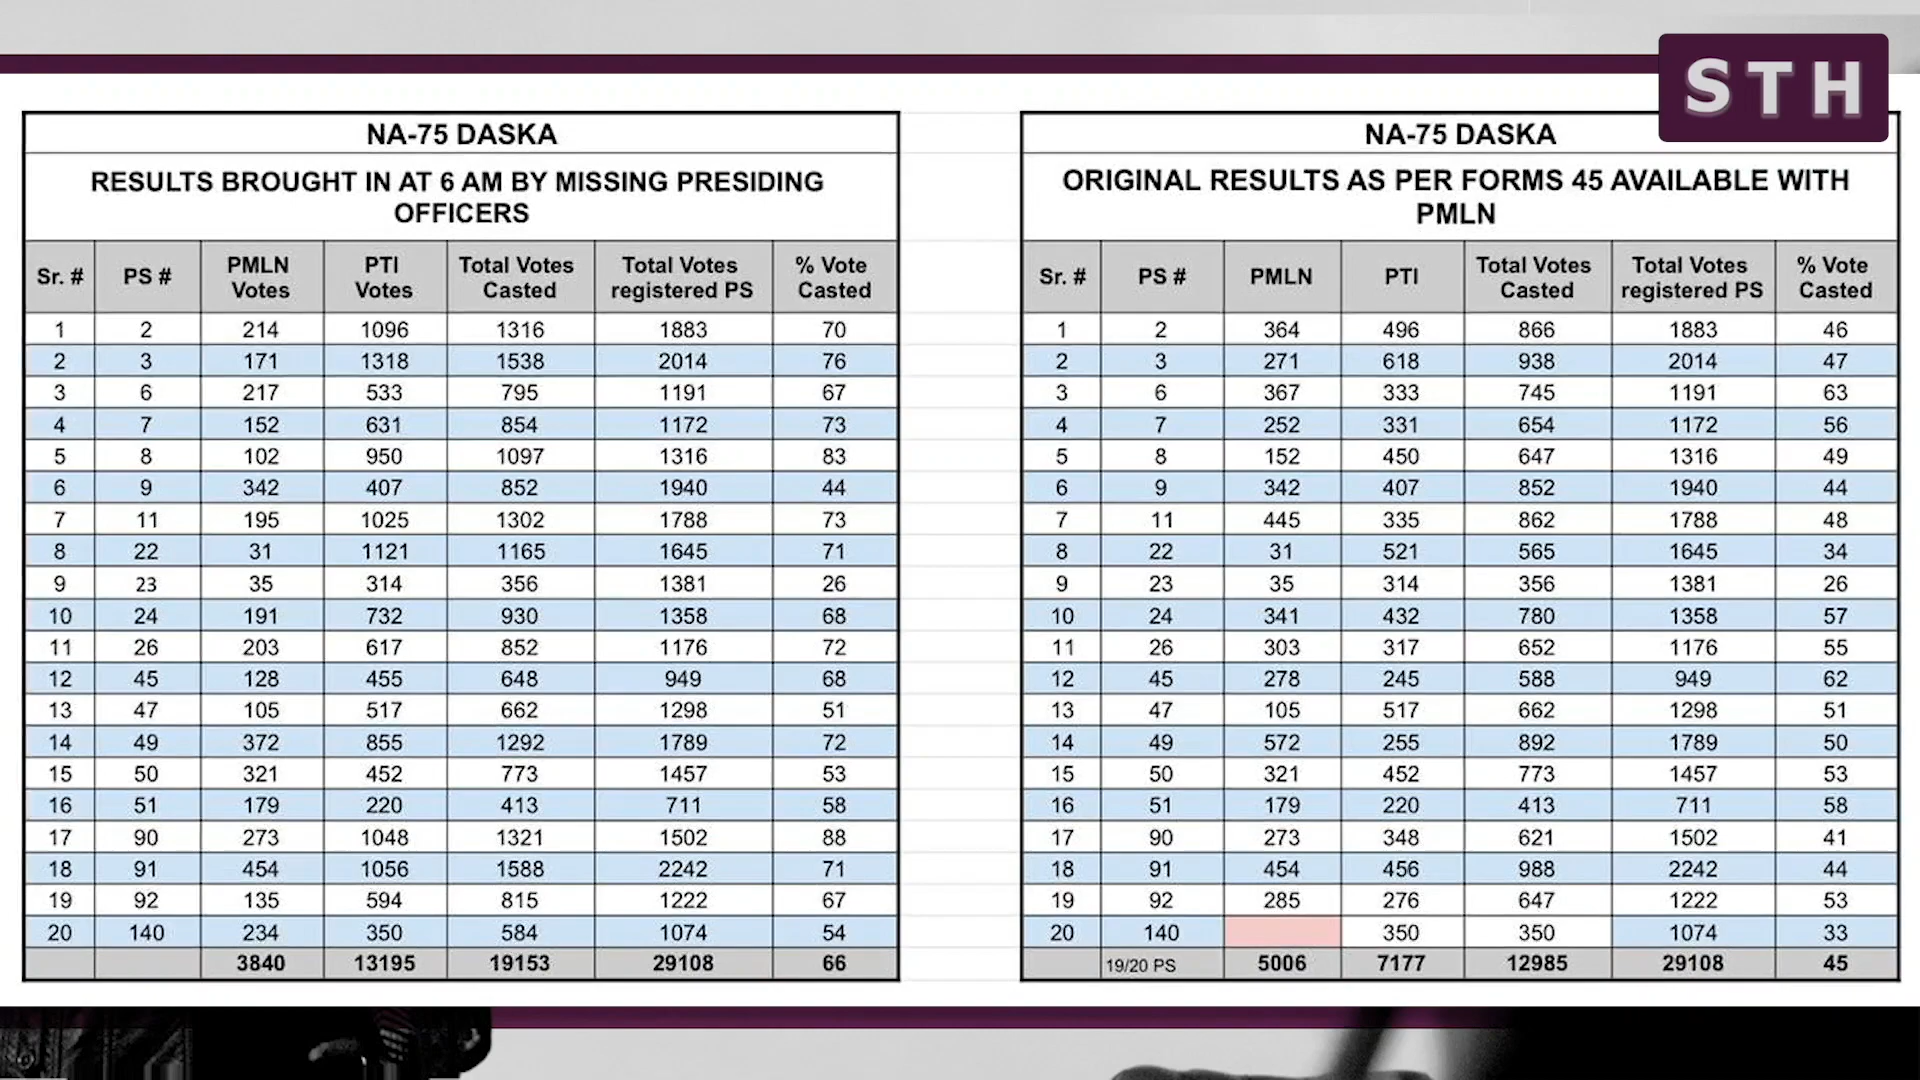 STH
NA-75 DASKA
RESULTS BROUGHT IN AT 6 AM BY MISSING PRESIDING
OFFICERS
Sr. # PS # PMLN Votes PTI Votes Total Votes Casted Total Votes registered PS % Vote Casted
1 2 214 1096 1316 1883 70
2 3 171 1318 1538 2014 76
3 6 217 533 795 1191 67
4 7 152 631 854 1172 73
5 8 102 950 1097 1316 83
6 9 342 407 852 1940 44
7 11 195 1025 1302 1788 73
8 22 31 1121 1165 1645 71
9 23 35 314 356 1381 26
10 24 191 732 930 1358 68
11 26 203 617 852 1176 72
12 45 128 455 648 949 68
13 47 105 517 662 1298 51
14 49 372 855 1292 1789 72
15 50 321 452 773 1457 53
16 51 179 220 413 711 58
17 90 273 1048 1321 1502 88
18 91 454 1056 1588 2242 71
19 92 135 594 815 1222 67
20 140 234 350 584 1074 54
3840 13195 19153 29108 66
NA-75 DASKA
ORIGINAL RESULTS AS PER FORMS 45 AVAILABLE WITH
PMLN
Sr. # PS # PMLN PTI Total Votes Casted Total Votes registered PS % Vote Casted
1 2 364 496 866 1883 46
2 3 271 618 938 2014 47
3 6 367 333 745 1191 63
4 7 252 331 654 1172 56
5 8 152 450 647 1316 49
6 9 342 407 852 1940 44
7 11 445 335 862 1788 48
8 22 31 521 565 1645 34
9 23 35 314 356 1381 26
10 24 341 432 780 1358 57
11 26 303 317 652 1176 55
12 45 278 245 588 949 62
13 47 105 517 662 1298 51
14 49 572 255 892 1789 50
15 50 321 452 773 1457 53
16 51 179 220 413 711 58
17 90 273 348 621 1502 41
18 91 454 456 988 2242 44
19 92 285 276 647 1222 53
20 140 350 350 1074 33
19/20 PS 5006 7177 12985 29108 45